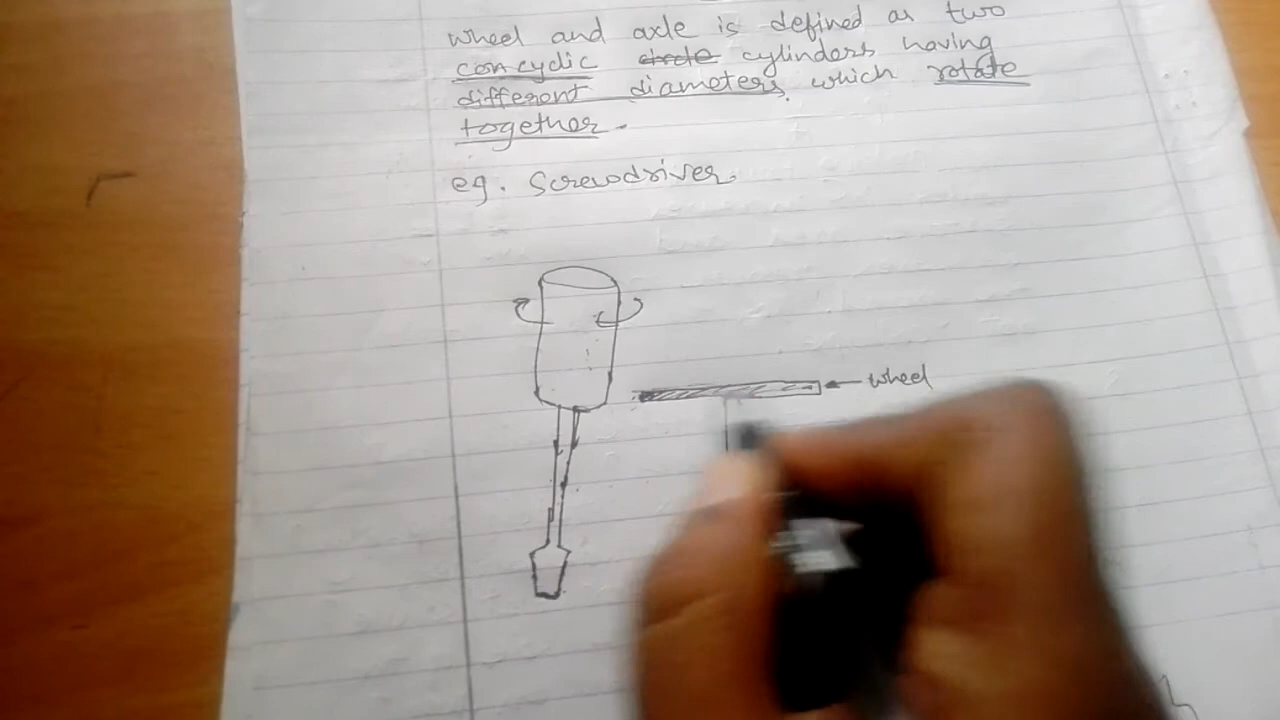 wheel and axle is defined as two
concyclic circle cylinders having
different diameters, which rotate
together.
eg. Screwdriver.
wheel